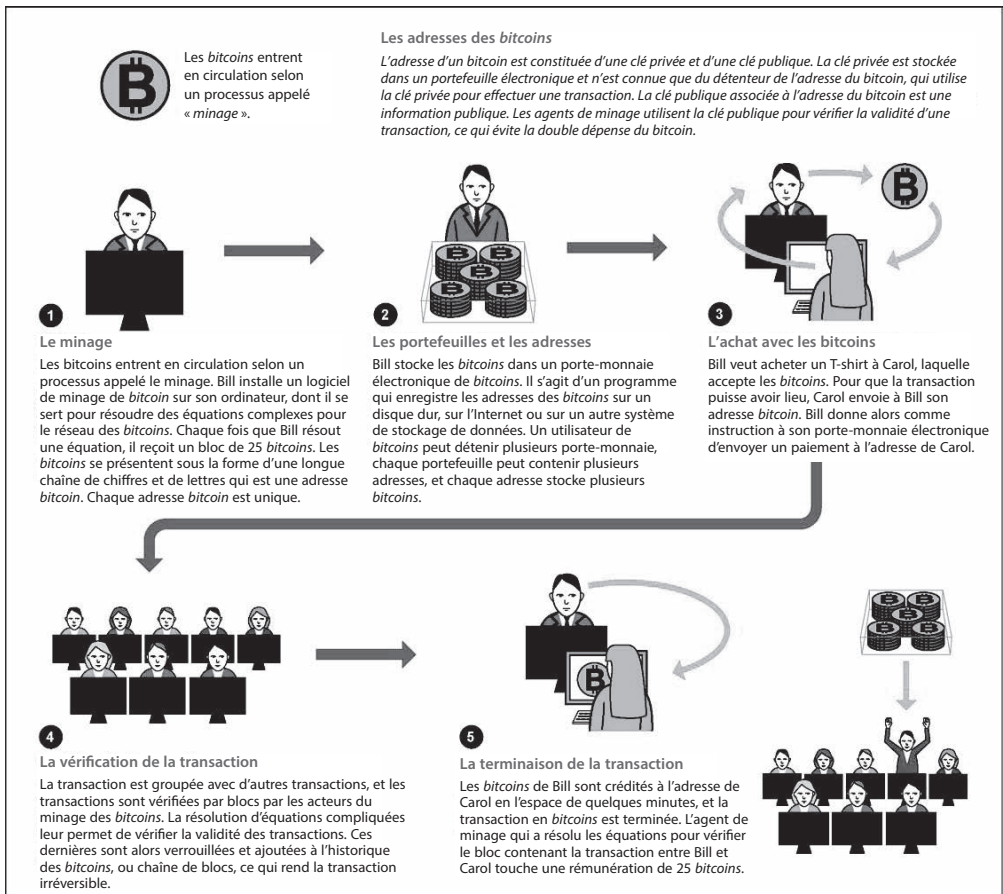 Les bitcoins entrent
en circulation selon
un processus appelé
« minage ».
Les adresses des bitcoins
L'adresse d'un bitcoin est constituée d'une clé privée et d'une clé publique. La clé privée est stockée
dans un portefeuille électronique et n'est connue que du détenteur de l'adresse du bitcoin, qui utilise
la clé privée pour effectuer une transaction. La clé publique associée à l'adresse du bitcoin est une
information publique. Les agents de minage utilisent la clé publique pour vérifier la validité d'une
transaction, ce qui évite la double dépense du bitcoin.
1
Le minage
Les bitcoins entrent en circulation selon un
processus appelé le minage. Bill installe un logiciel
de minage de bitcoin sur son ordinateur, dont il se
sert pour résoudre des équations complexes pour
le réseau des bitcoins. Chaque fois que Bill résout
une équation, il reçoit un bloc de 25 bitcoins. Les
bitcoins se présentent sous la forme d'une longue
chaîne de chiffres et de lettres qui est une adresse
bitcoin. Chaque adresse bitcoin est unique.
2
Les portefeuilles et les adresses
Bill stocke les bitcoins dans un porte-monnaie
électronique de bitcoins. Il s'agit d'un programme
qui enregistre les adresses des bitcoins sur un
disque dur, sur l'Internet ou sur un autre système
de stockage de données. Un utilisateur de
bitcoins peut détenir plusieurs porte-monnaie,
chaque portefeuille peut contenir plusieurs
adresses, et chaque adresse stocke plusieurs
bitcoins.
3
L'achat avec les bitcoins
Bill veut acheter un T-shirt à Carol, laquelle
accepte les bitcoins. Pour que la transaction
puisse avoir lieu, Carol envoie à Bill son
adresse bitcoin. Bill donne alors comme
instruction à son porte-monnaie électronique
d'envoyer un paiement à l'adresse de Carol.
4
La vérification de la transaction
La transaction est groupée avec d'autres transactions, et les
transactions sont vérifiées par blocs par les acteurs du
minage des bitcoins. La résolution d'équations compliquées
leur permet de vérifier la validité des transactions. Ces
dernières sont alors verrouillées et ajoutées à l'historique
des bitcoins, ou chaîne de blocs, ce qui rend la transaction
irréversible.
5
La terminaison de la transaction
Les bitcoins de Bill sont crédités à l'adresse de
Carol en l'espace de quelques minutes, et la
transaction en bitcoins est terminée. L'agent de
minage qui a résolu les équations pour vérifier
le bloc contenant la transaction entre Bill et
Carol touche une rémunération de 25 bitcoins.